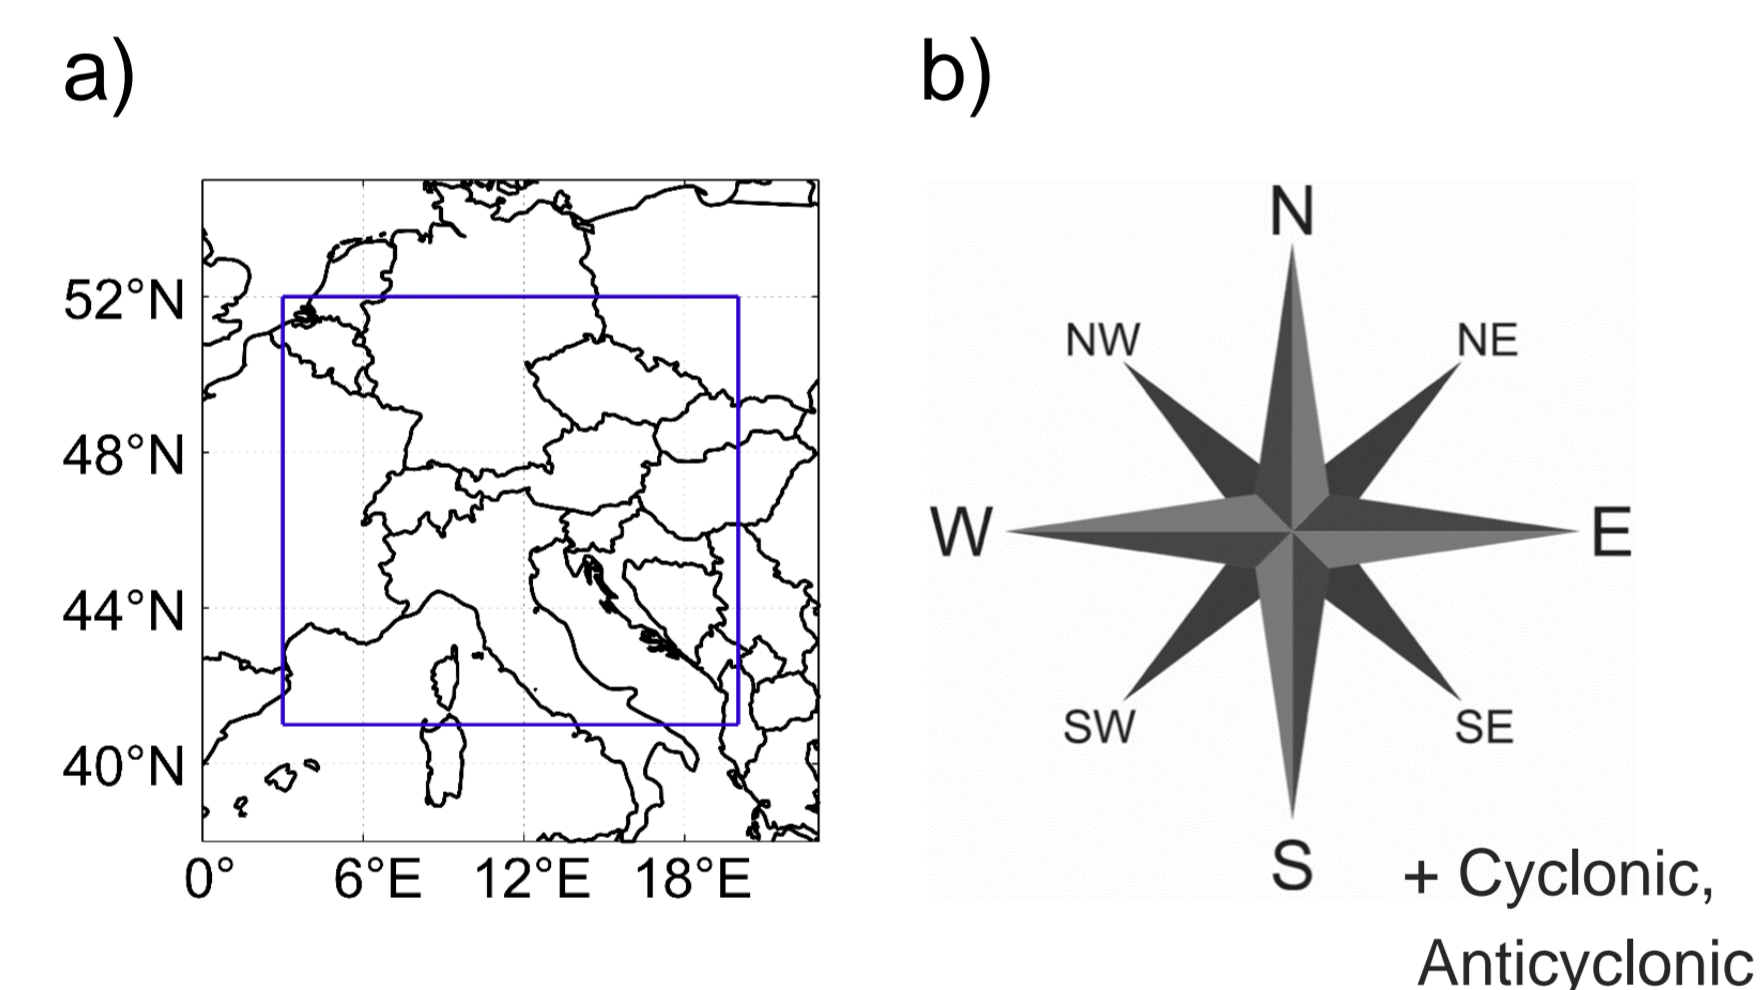 a)
52°N
48°N
44°N
40°N
0°
6°E
12°E
18°E
b)
N
NW
NE
W
E
SW
SE
S
+ Cyclonic,
Anticyclonic